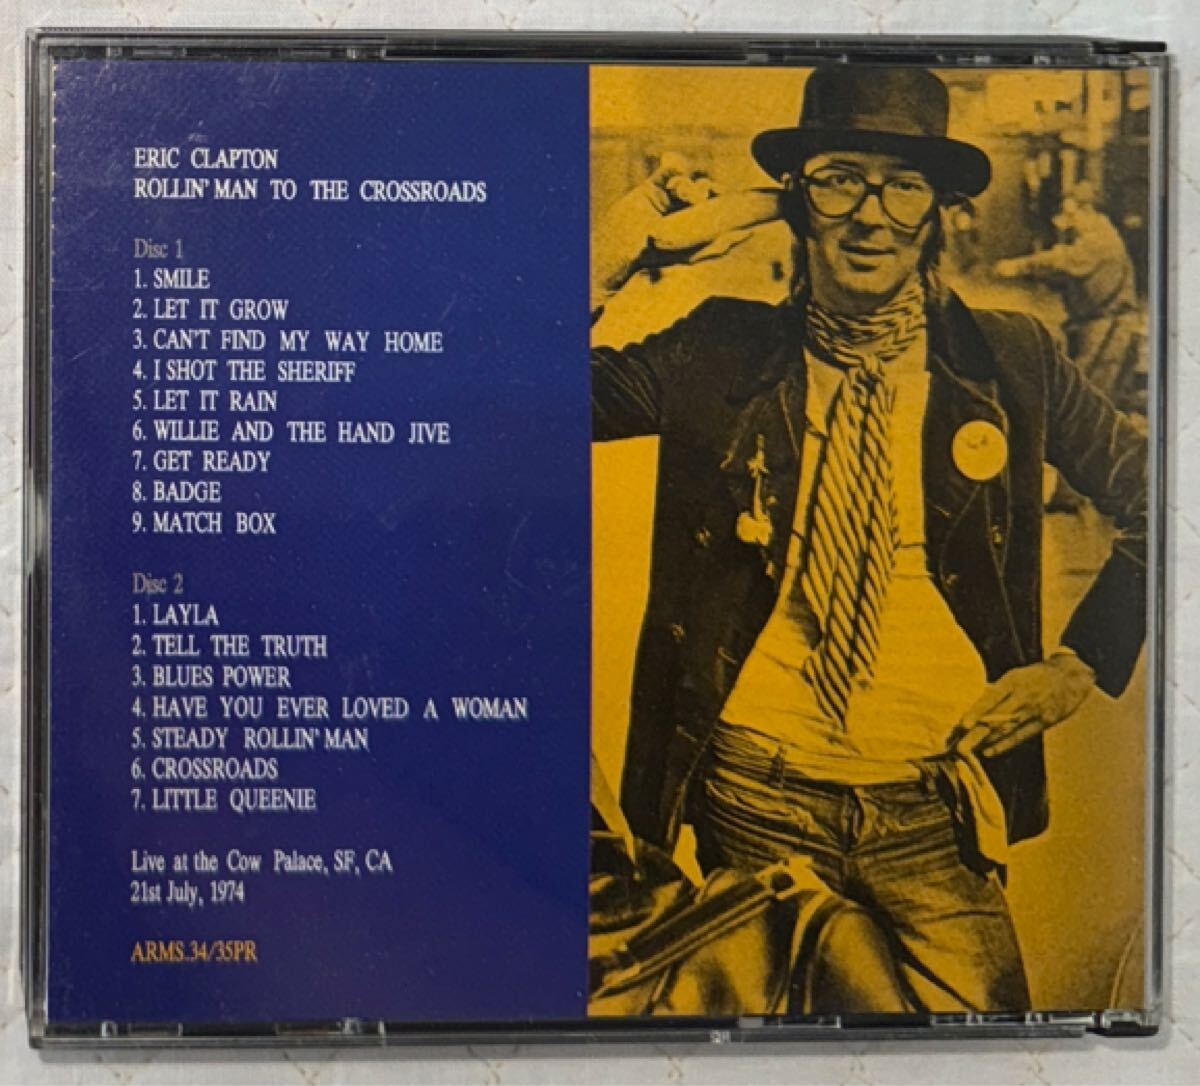 ERIC CLAPTON
ROLLIN' MAN TO THE CROSSROADS
Disc 1
1. SMILE
2. LET IT GROW
3. CAN'T FIND MY WAY HOME
4. I SHOT THE SHERIFF
5. LET IT RAIN
6. WILLIE AND THE HAND JIVE
7. GET READY
8. BADGE
9. MATCH BOX
Disc 2
1. LAYLA
2. TELL THE TRUTH
3. BLUES POWER
4. HAVE YOU EVER LOVED A WOMAN
5. STEADY ROLLIN' MAN
6. CROSSROADS
7. LITTLE QUEENIE
Live at the Cow Palace, SF, CA
21st July, 1974
ARMS.34/35PR